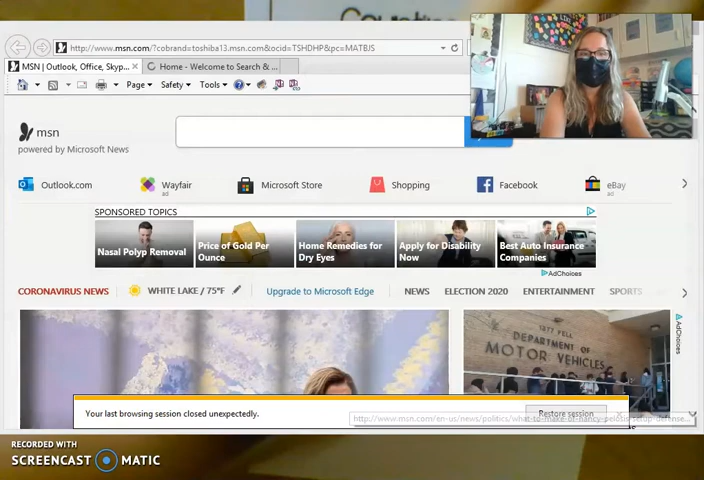 http://www.msn.com/?cobrand=toshiba13.msn.com&ocid=TSHDHP&pc=MATBJS
MSN | Outlook, Office, Skyp...
Home - Welcome to Search & ...
Page Safety Tools
msn
powered by Microsoft News
Outlook.com
Wayfair
ad
Microsoft Store
Shopping
Facebook
eBay
ad
SPONSORED TOPICS
Nasal Polyp Removal
Price of Gold Per Ounce
Home Remedies for Dry Eyes
Apply for Disability Now
Best Auto Insurance Companies
AdChoices
CORONAVIRUS NEWS
WHITE LAKE / 75°F
Upgrade to Microsoft Edge
NEWS
ELECTION 2020
ENTERTAINMENT
SPORTS
AdChoices
1377 FELL
DEPARTMENT OF
MOTOR VEHICLES
Your last browsing session closed unexpectedly.
Restore session
RECORDED WITH
SCREENCAST MATIC